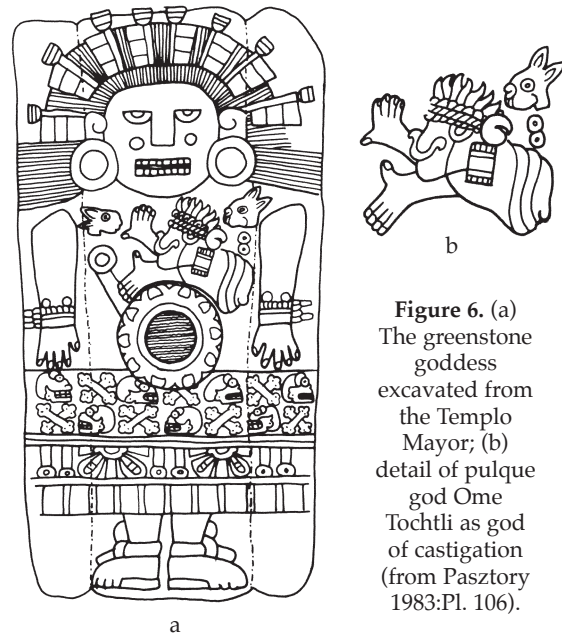 a
b
Figure 6. (a)
The greenstone
goddess
excavated from
the Templo
Mayor; (b)
detail of pulque
god Ome
Tochtli as god
of castigation
(from Pasztory
1983:Pl. 106).